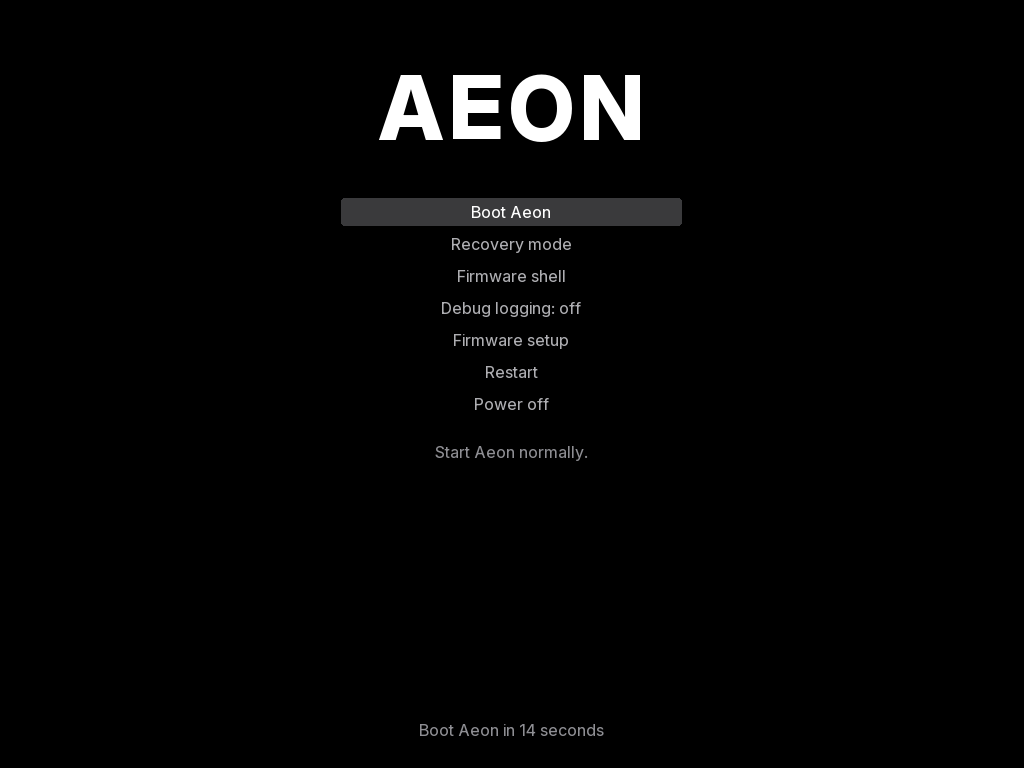 AEON
Boot Aeon
Recovery mode
Firmware shell
Debug logging: off
Firmware setup
Restart
Power off
Start Aeon normally.
Boot Aeon in 14 seconds